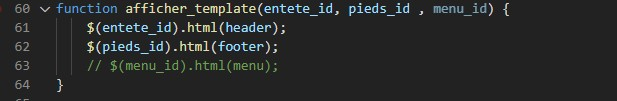 60 function afficher_template(entete_id, pieds_id , menu_id) {
61 $(entete_id).html(header);
62 $(pieds_id).html(footer);
63 // $(menu_id).html(menu);
64 }